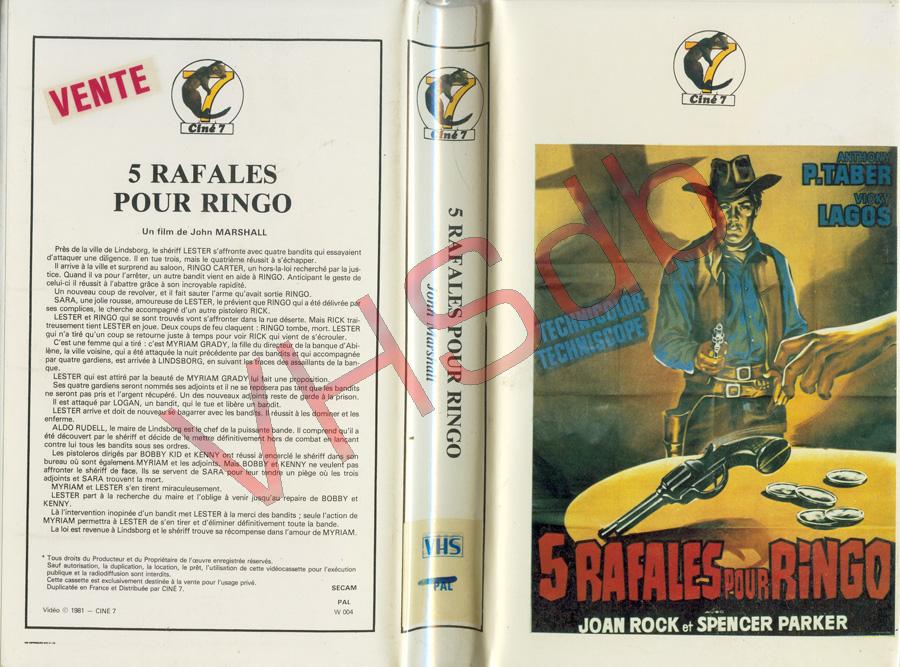 VENTE
7
Ciné 7
5 RAFALES
POUR RINGO
Un film de John MARSHALL
Près de la ville de Lindsborg, le shériff LESTER s'affronte avec quatre bandits qui essayaient
d'attaquer une diligence. Il en tue trois, mais le quatrième réussit à s'échapper.
Il arrive à la ville et surprend au saloon, RINGO CARTER, un hors-la-loi recherché par la jus-
tice. Quand il va pour l'arrêter, un autre bandit vient en aide à RINGO. Anticipant le geste de
celui-ci il réussit à l'abattre grâce à son incroyable rapidité.
Un nouveau coup de revolver, et il fait sauter l'arme qu'avait sortie RINGO.
SARA, une jolie rousse, amoureuse de LESTER, le prévient que RINGO qui a été délivrée par
ses complices, le cherche accompagné d'un autre pistolero RICK.
LESTER et RINGO qui se sont trouvés vont s'affronter dans la rue déserte. Mais RICK trai-
treusement tient LESTER en joue. Deux coups de feu claquent : RINGO tombe, mort. LESTER
qui n'a tiré qu'un coup se retourne juste à temps pour voir RICK qui vient de s'écrouler.
C'est une femme qui a tiré : c'est MYRIAM GRADY, la fille du directeur de la banque d'Abi-
lène, la ville voisine, qui a été attaquée la nuit précédente par des bandits et qui accompagnée
par quatre gardiens, est arrivée à LINDSBORG, en suivant les traces des assaillants de la ban-
que.
LESTER qui est attiré par la beauté de MYRIAM GRADY lui fait une proposition.
Ses quatre gardiens seront nommés ses adjoints et il ne se reposera pas tant que les bandits
ne seront pas pris et l'argent récupéré. Un des nouveaux adjoints reste de garde à la prison.
Il est attaqué par LOGAN, un bandit, qui le tue et libère un bandit.
LESTER arrive et doit de nouveau se bagarrer avec les bandits. Il réussit à les dominer et les
enferme.
ALDO RUDELL, le maire de Lindsborg est le chef de la puissante bande. Il comprend qu'il a
été découvert par le shériff et décide de le mettre définitivement hors de combat en lançant
contre lui tous les bandits sous ses ordres.
Les pistoleros dirigés par BOBBY KID et KENNY ont réussi à encerclé le shériff dans son
bureau où sont également MYRIAM et les adjoints. Mais BOBBY et KENNY ne veulent pas
affronter le shériff de face. Ils se servent de SARA pour leur tendre un piège où les trois
adjoints et SARA trouvent la mort.
MYRIAM et LESTER s'en tirent miraculeusement.
LESTER part à la recherche du maire et l'oblige à venir jusqu'au repaire de BOBBY et
KENNY.
Là l'intervention inopinée d'un bandit met LESTER à la merci des bandits ; seule l'action de
MYRIAM permettra à LESTER de s'en tirer et d'éliminer définitivement toute la bande.
La loi est revenue à Lindsborg et le shériff trouve sa récompense dans l'amour de MYRIAM.
* Tous droits du Producteur et du Propriétaire de l'œuvre enregistrée réservés.
Sauf autorisation, la duplication, la location, le prêt, l'utilisation de cette vidéocassette pour l'exécution
publique et la radiodiffusion sont interdits.
Cette cassette est exclusivement destinée à la vente pour l'usage privé.
Duplicatée en France et Distribuée par CINÉ 7.
SECAM
PAL
Vidéo © 1981 — CINÉ 7
W 004
7
Ciné 7
5 RAFALES POUR RINGO
John Marshall
VHS
PAL
7
Ciné 7
ANTHONY
P. TABER
VICKY
LAGOS
TECHNICOLOR
TECHNISCOPE
5 RAFALES POUR RINGO
AVEC
JOAN ROCK et SPENCER PARKER
VHSdb